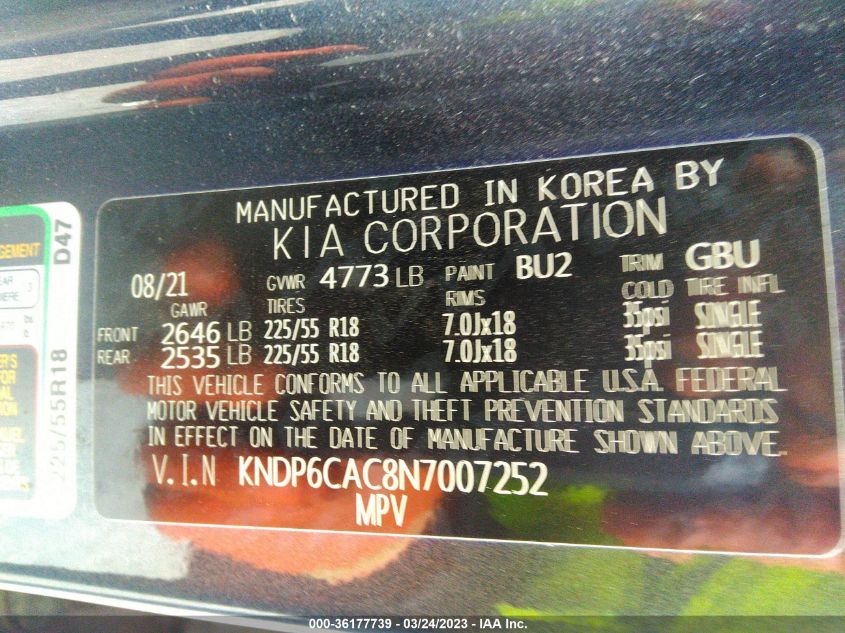 MANUFACTURED IN KOREA BY
KIA CORPORATION
08/21 GVWR 4773 LB PAINT BU2 TRIM GBU
GAWR TIRES RIMS COLD TIRE INFL
FRONT 2646 LB 225/55 R18 7.0Jx18 35psi SINGLE
REAR 2535 LB 225/55 R18 7.0Jx18 35psi SINGLE
THIS VEHICLE CONFORMS TO ALL APPLICABLE U.S.A. FEDERAL
MOTOR VEHICLE SAFETY AND THEFT PREVENTION STANDARDS
IN EFFECT ON THE DATE OF MANUFACTURE SHOWN ABOVE.
V.I.N KNDP6CAC8N7007252
MPV
225/55R18 D47
000-36177739 - 03/24/2023 - IAA Inc.